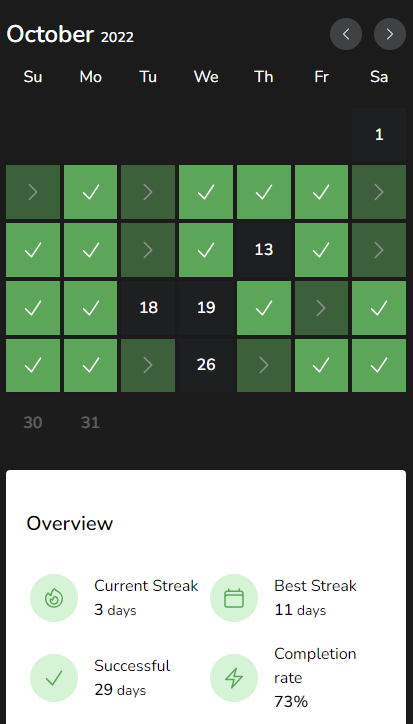 October 2022
Su Mo Tu We Th Fr Sa
1
13
18 19
26
30 31
Overview
Current Streak
3 days
Best Streak
11 days
Successful
29 days
Completion
rate
73%